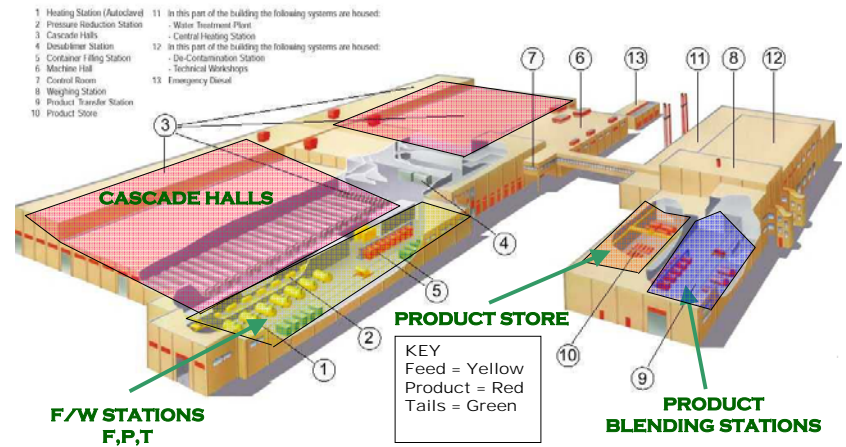 1 Heating Station (Autoclave)
2 Pressure Reduction Station
3 Cascade Halls
4 Desublimer Station
5 Container Filling Station
6 Machine Hall
7 Control Room
8 Weighing Station
9 Product Transfer Station
10 Product Store
11 In this part of the building the following systems are housed:
- Water Treatment Plant
- Central Heating Station
12 In this part of the building the following systems are housed:
- De-Contamination Station
- Technical Workshops
13 Emergency Diesel
7
6
13
11
8
12
3
CASCADE HALLS
4
5
2
1
PRODUCT STORE
10
9
KEY
Feed = Yellow
Product = Red
Tails = Green
F/W STATIONS
F,P,T
PRODUCT
BLENDING STATIONS